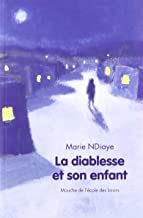 Marie NDiaye
La diablesse
et son enfant
Mouche de l'école des loisirs